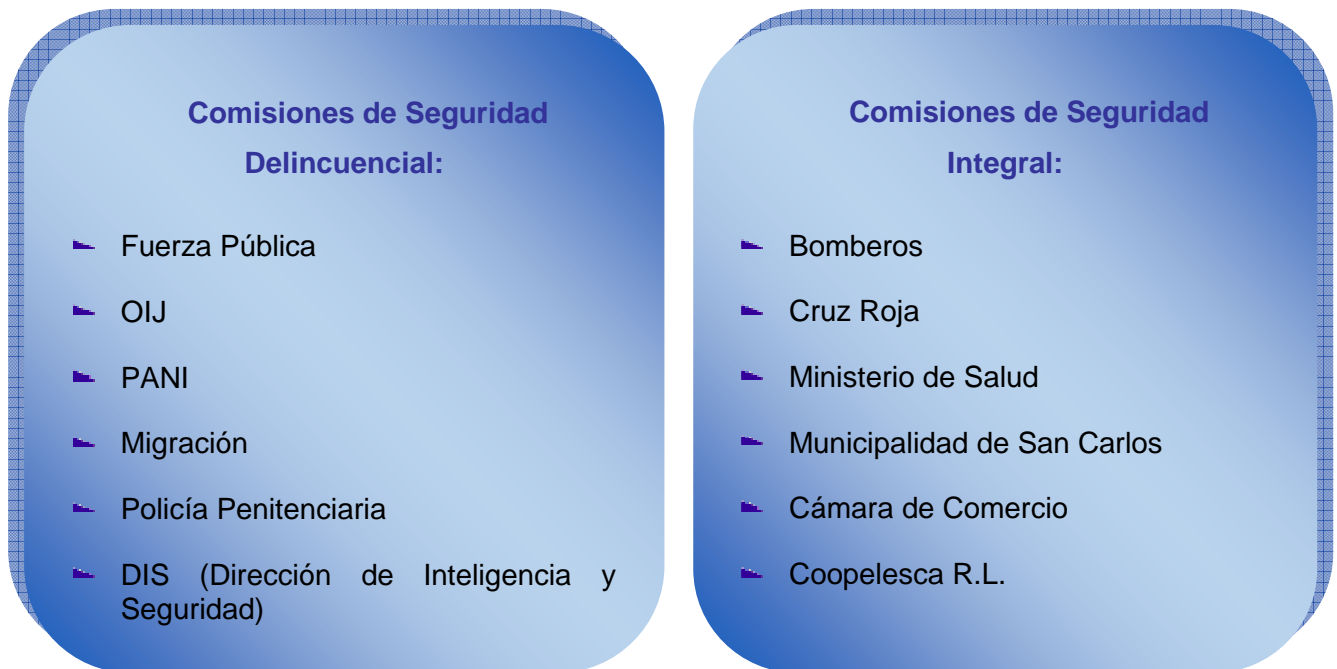 Comisiones de Seguridad
Delincuencial:
Fuerza Pública
OIJ
PANI
Migración
Policía Penitenciaria
DIS (Dirección de Inteligencia y
Seguridad)
Comisiones de Seguridad
Integral:
Bomberos
Cruz Roja
Ministerio de Salud
Municipalidad de San Carlos
Cámara de Comercio
Coopelesca R.L.